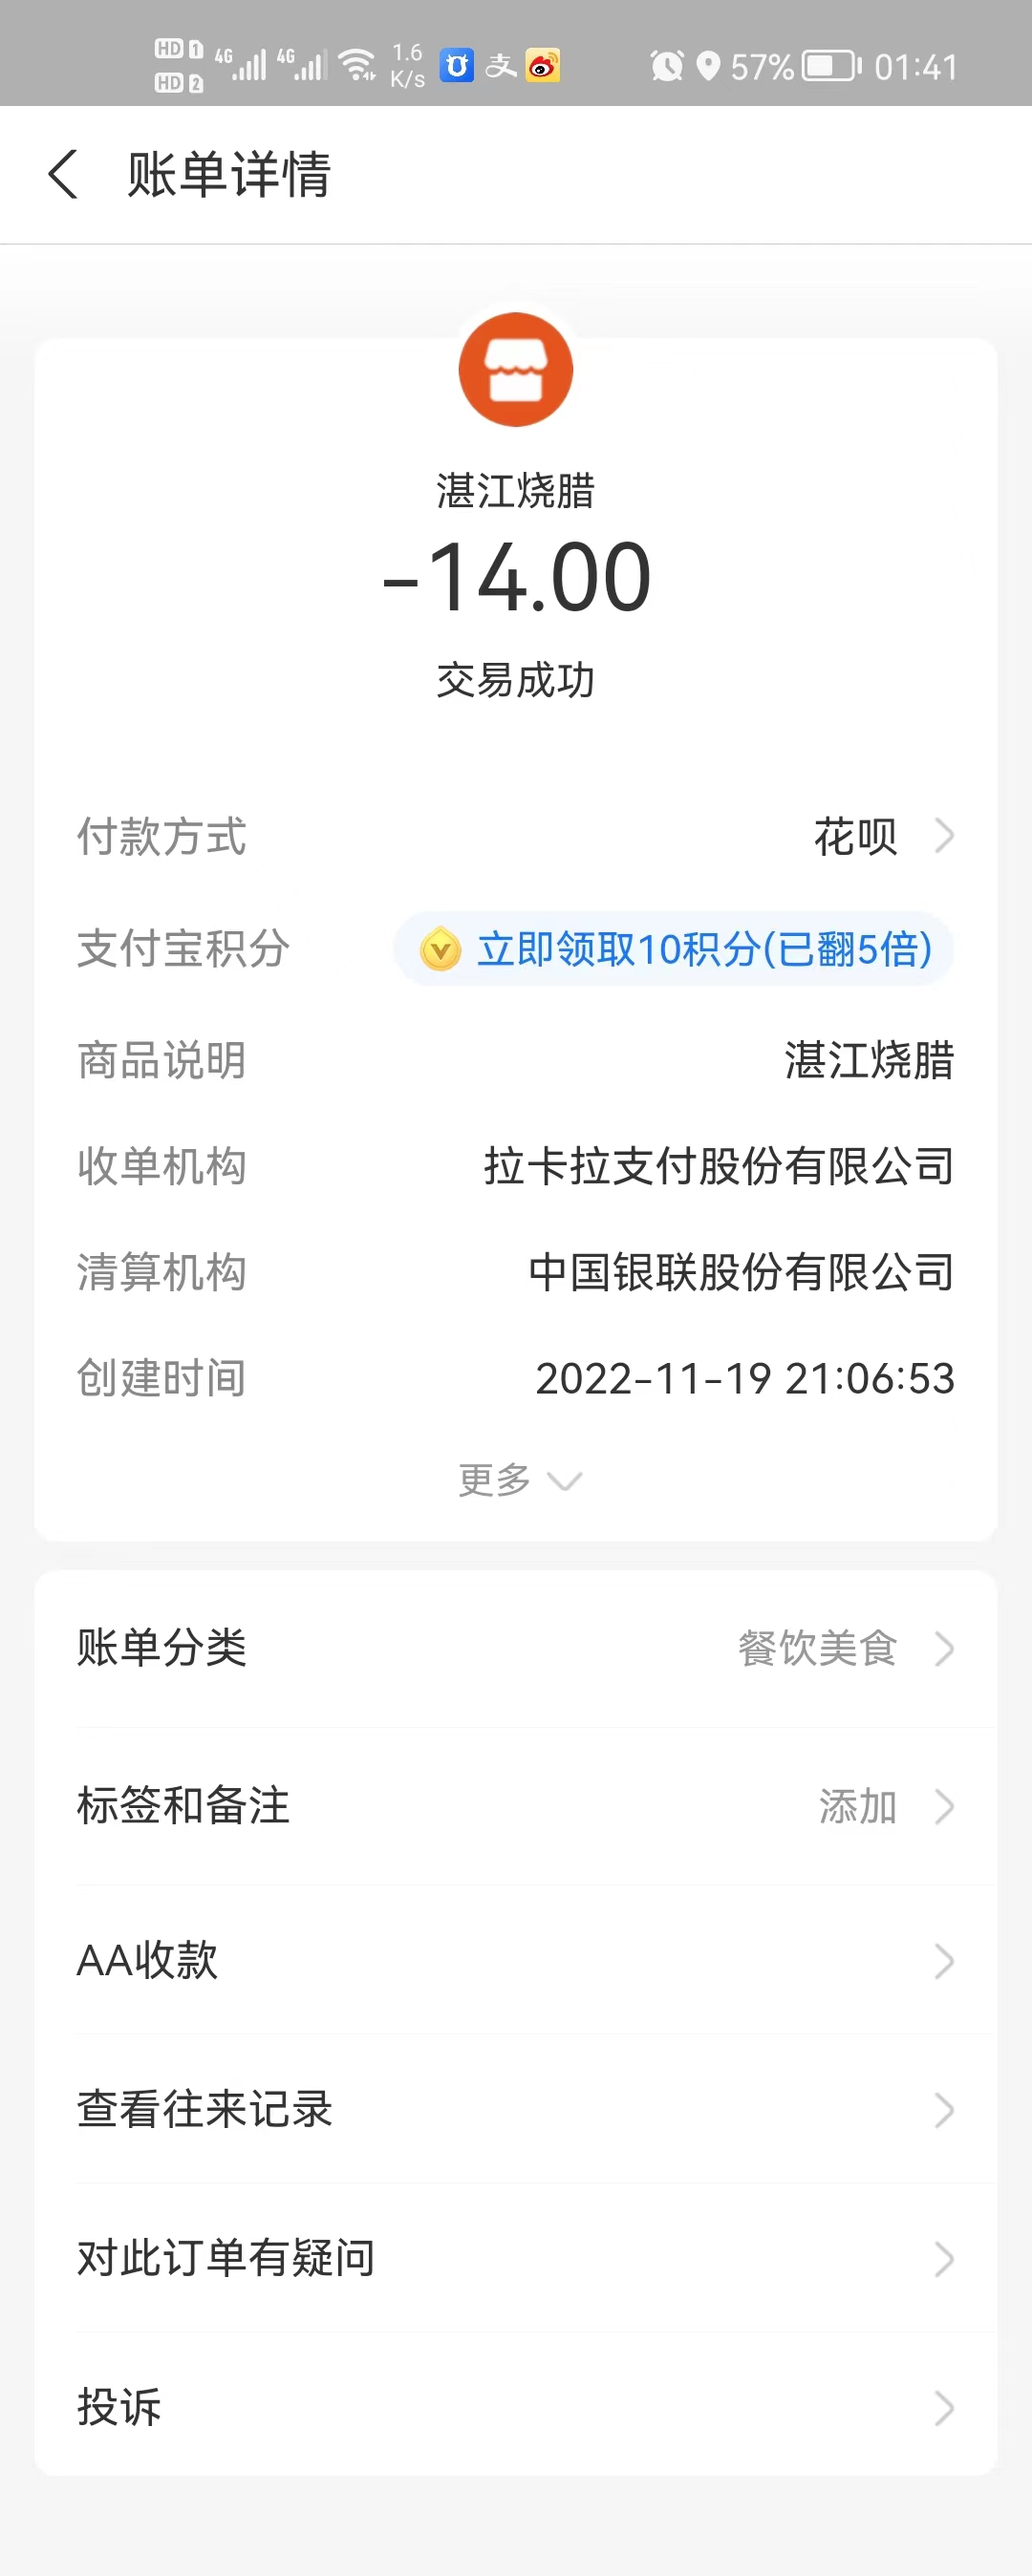 HD 1 4G 4G 1.6 57% 01:41
HD 2 K/s 支
账单详情
湛江烧腊
-14.00
交易成功
付款方式 花呗
支付宝积分 立即领取10积分(已翻5倍)
商品说明 湛江烧腊
收单机构 拉卡拉支付股份有限公司
清算机构 中国银联股份有限公司
创建时间 2022-11-19 21:06:53
更多
账单分类 餐饮美食
标签和备注 添加
AA收款
查看往来记录
对此订单有疑问
投诉